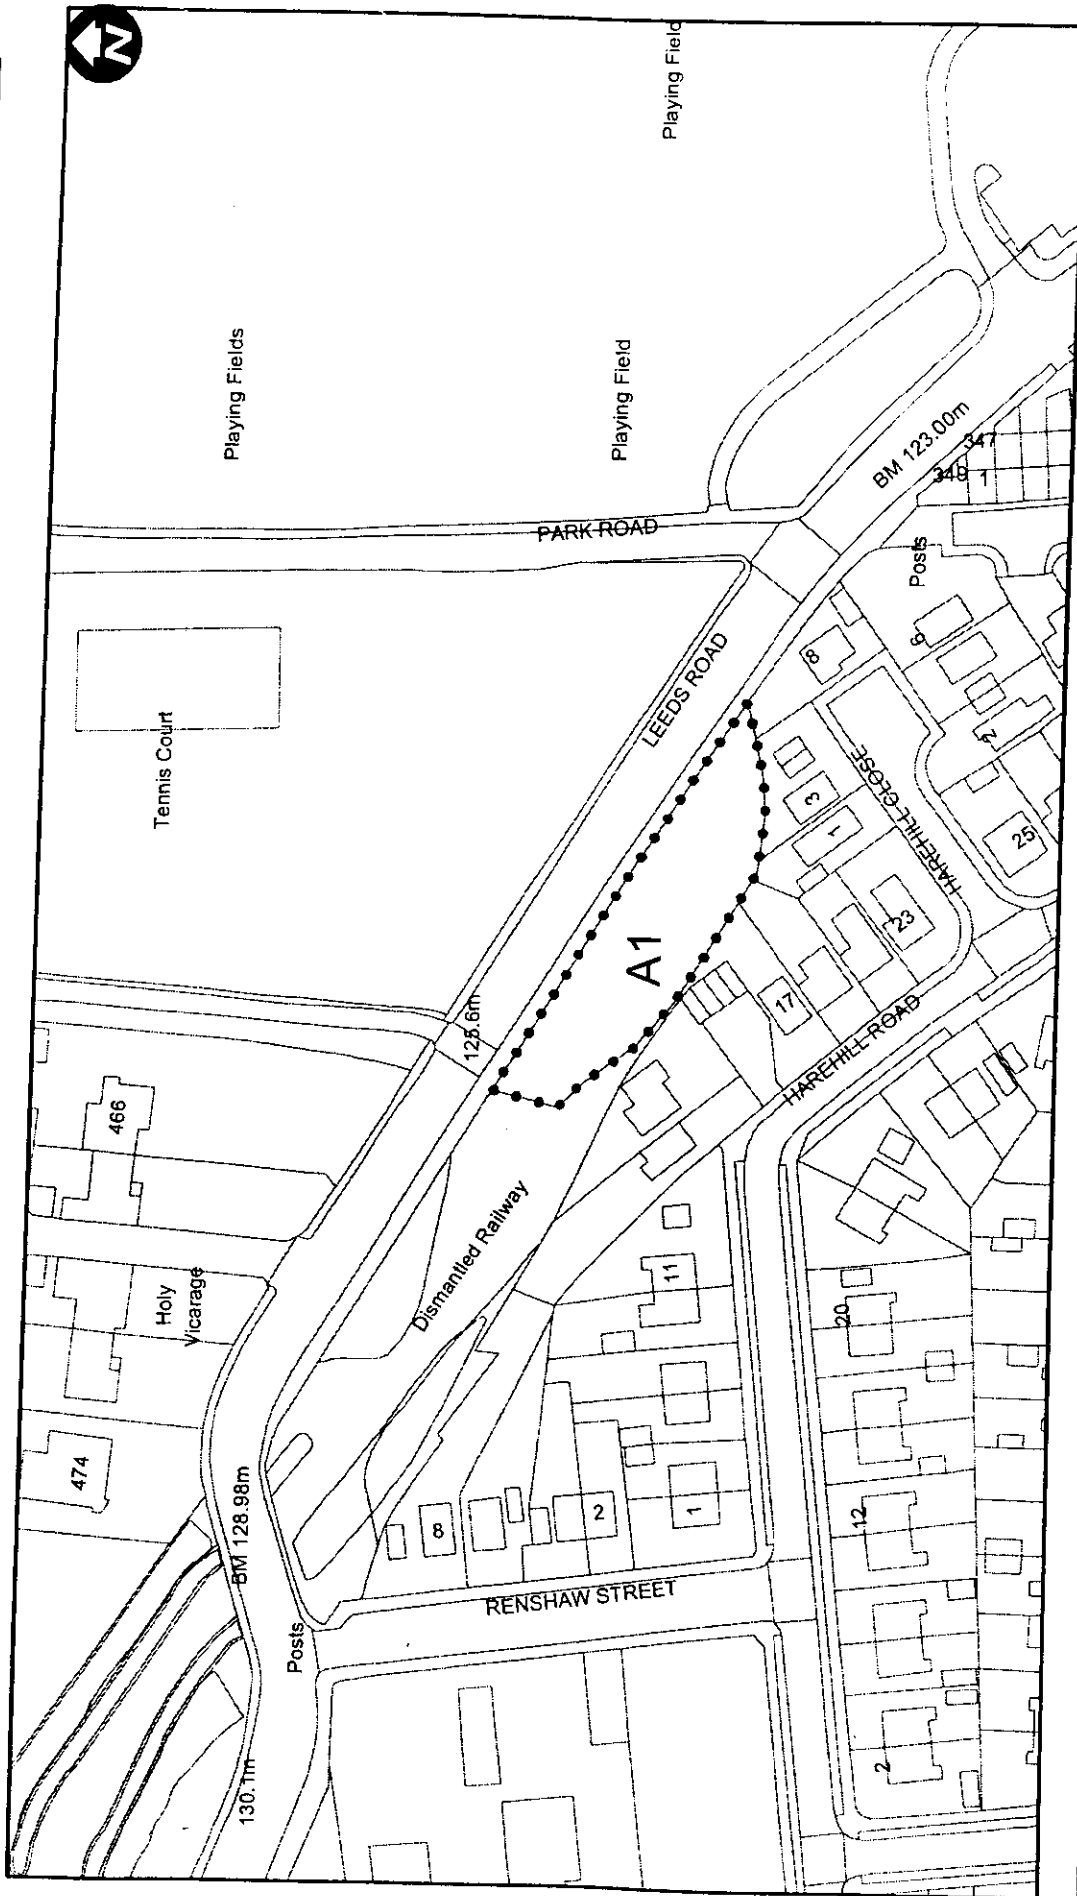 N
Playing Field
Playing Fields
Playing Field
PARK ROAD
BM 123.00m
347
349
1
Posts
Tennis Court
LEEDS ROAD
8
6
2
3
1
HAREHILL CLOSE
25
23
A1
17
HAREHILL ROAD
125.6m
466
Dismantled Railway
Holy
Vicarage
11
20
474
BM 128.98m
8
2
1
12
RENSHAW STREET
Posts
130.1m
2